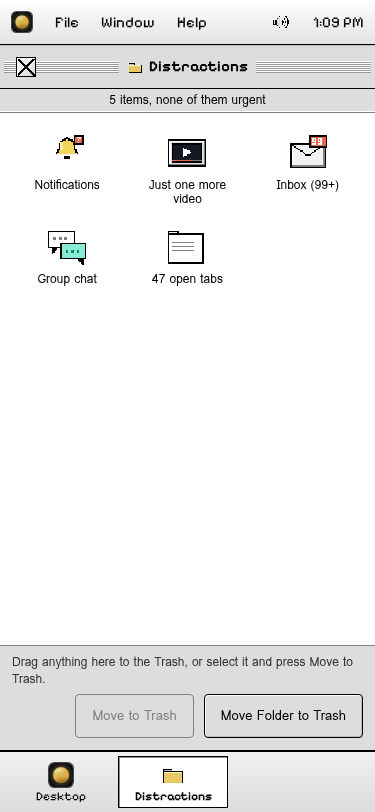 File Window Help 1:09 PM
Distractions
5 items, none of them urgent
Notifications
Just one more
video
Inbox (99+)
Group chat
47 open tabs
Drag anything here to the Trash, or select it and press Move to
Trash.
Move to Trash
Move Folder to Trash
Desktop
Distractions